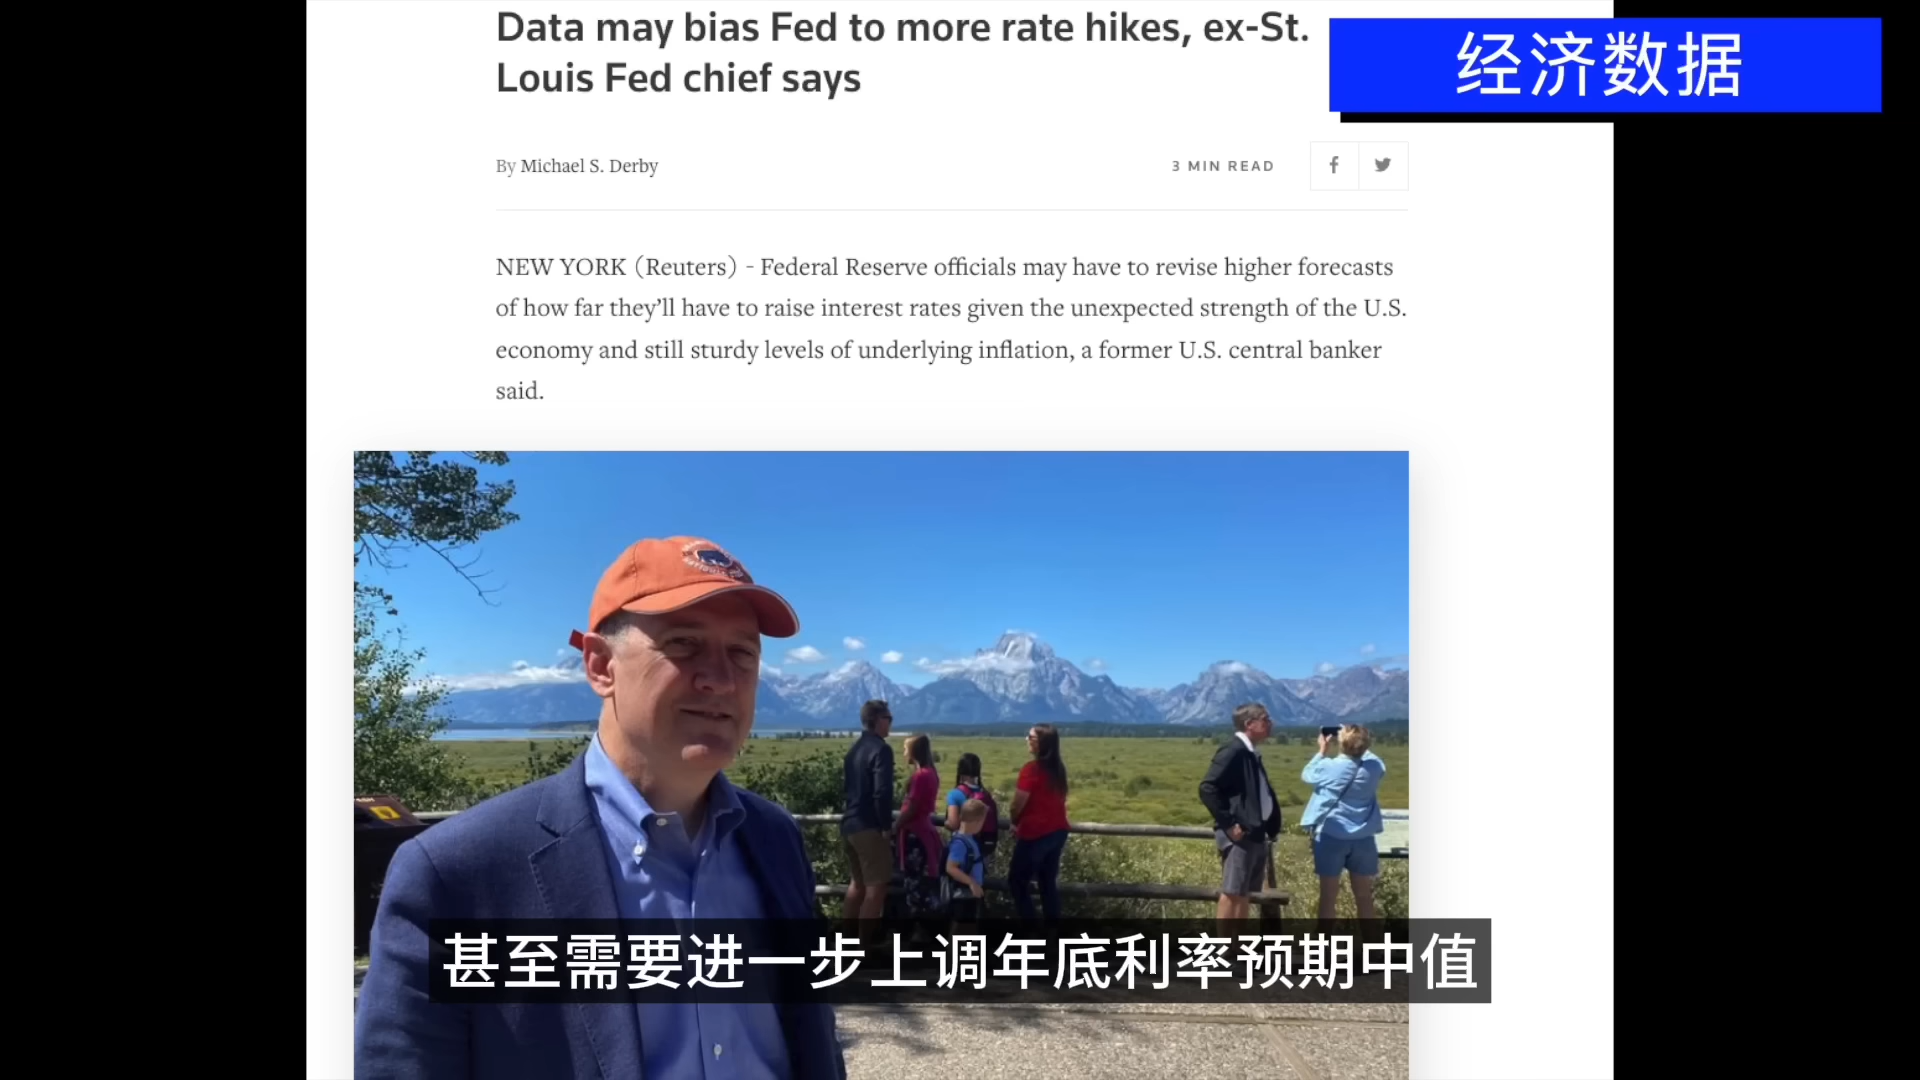 Data may bias Fed to more rate hikes, ex-St.
Louis Fed chief says
经济数据
By Michael S. Derby
3 MIN READ
NEW YORK (Reuters) - Federal Reserve officials may have to revise higher forecasts
of how far they’ll have to raise interest rates given the unexpected strength of the U.S.
economy and still sturdy levels of underlying inflation, a former U.S. central banker
said.
甚至需要进一步上调年底利率预期中值